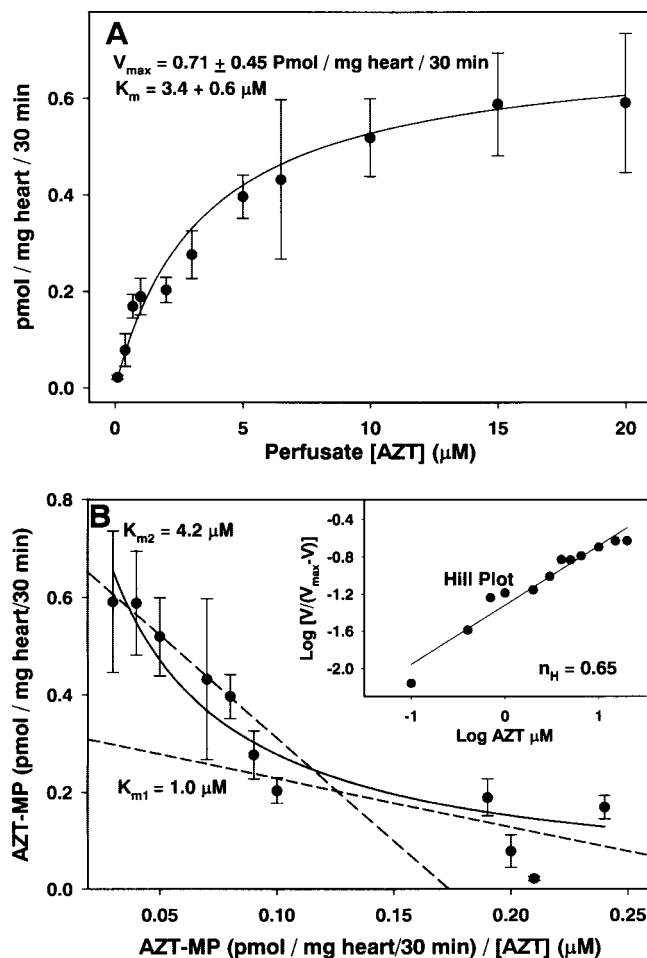 A
Vmax = 0.71 ± 0.45 Pmol / mg heart / 30 min
Km = 3.4 + 0.6 μM
pmol / mg heart / 30 min
0.6
0.4
0.2
0.0
0 5 10 15 20
Perfusate [AZT] (μM)
B
Km2 = 4.2 μM
Km1 = 1.0 μM
AZT-MP (pmol / mg heart/30 min)
0.8
0.6
0.4
0.2
0.0
Log [V/(Vmax-V)]
-0.4
-0.8
-1.2
-1.6
-2.0
Hill Plot
nH = 0.65
-1 0 1
Log AZT μM
0.05 0.10 0.15 0.20 0.25
AZT-MP (pmol / mg heart/30 min) / [AZT] (μM)